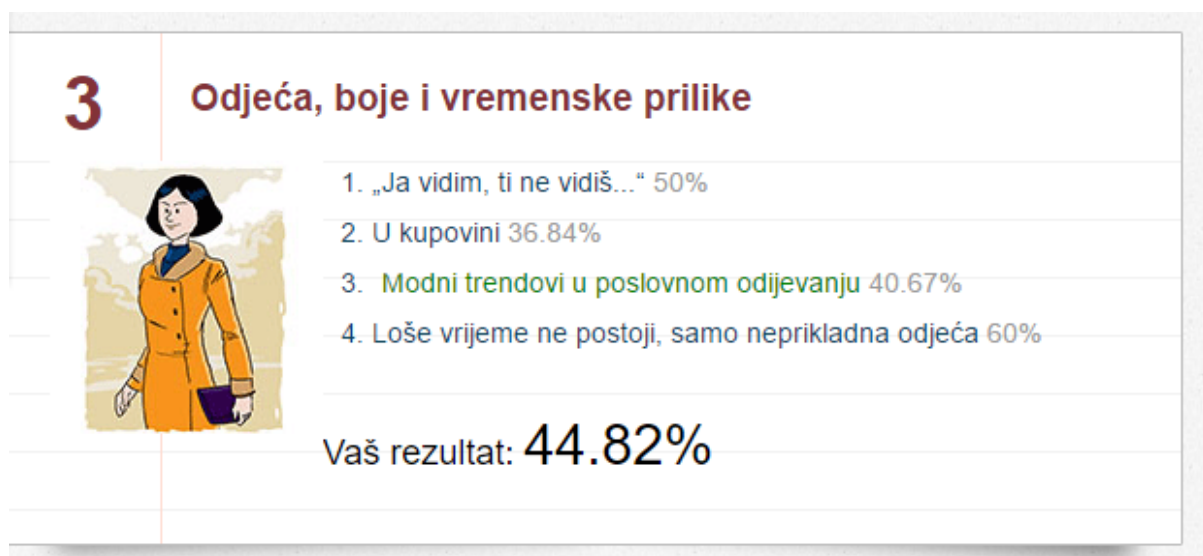 3
Odjeća, boje i vremenske prilike
1. „Ja vidim, ti ne vidiš...“ 50%
2. U kupovini 36.84%
3. Modni trendovi u poslovnom odijevanju 40.67%
4. Loše vrijeme ne postoji, samo neprikladna odjeća 60%
Vaš rezultat: 44.82%